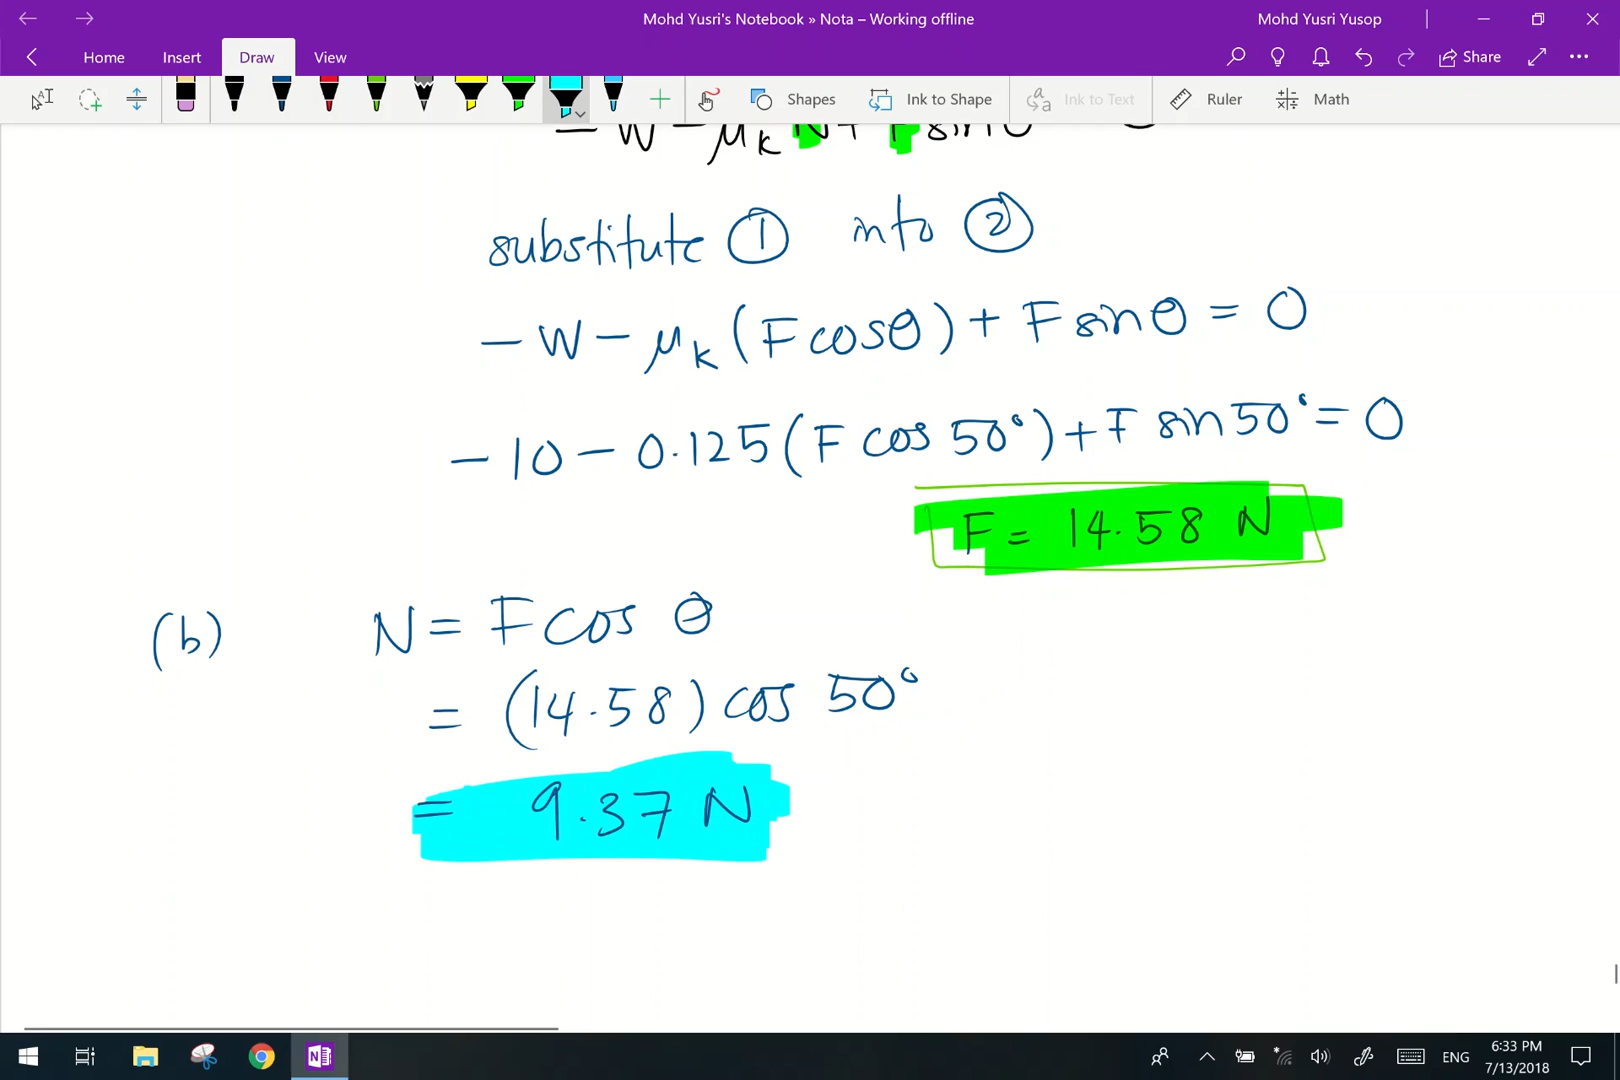 Mohd Yusri's Notebook » Nota – Working offline
Mohd Yusri Yusop
Home Insert Draw View
Share
Shapes Ink to Shape Ink to Text Ruler Math
– W – μk N + F sinθ
substitute ① into ②
– W – μk (F cosθ) + F sinθ = 0
– 10 – 0.125 (F cos 50°) + F sin 50° = 0
F = 14.58 N
(b) N = F cos θ
= (14.58) cos 50°
= 9.37 N
ENG
6:33 PM
7/13/2018